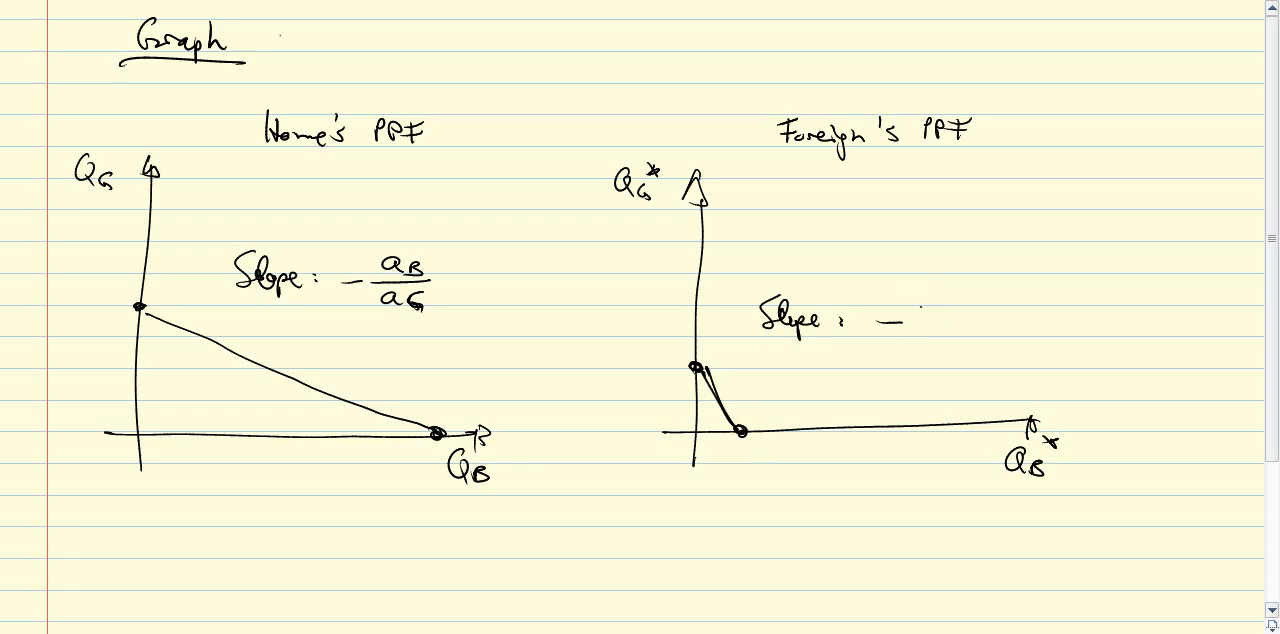 Graph
Home's PPF
Foreign's PPF
QG
QG*
Slope: - aB/aG
Slope: -
QB
QB*